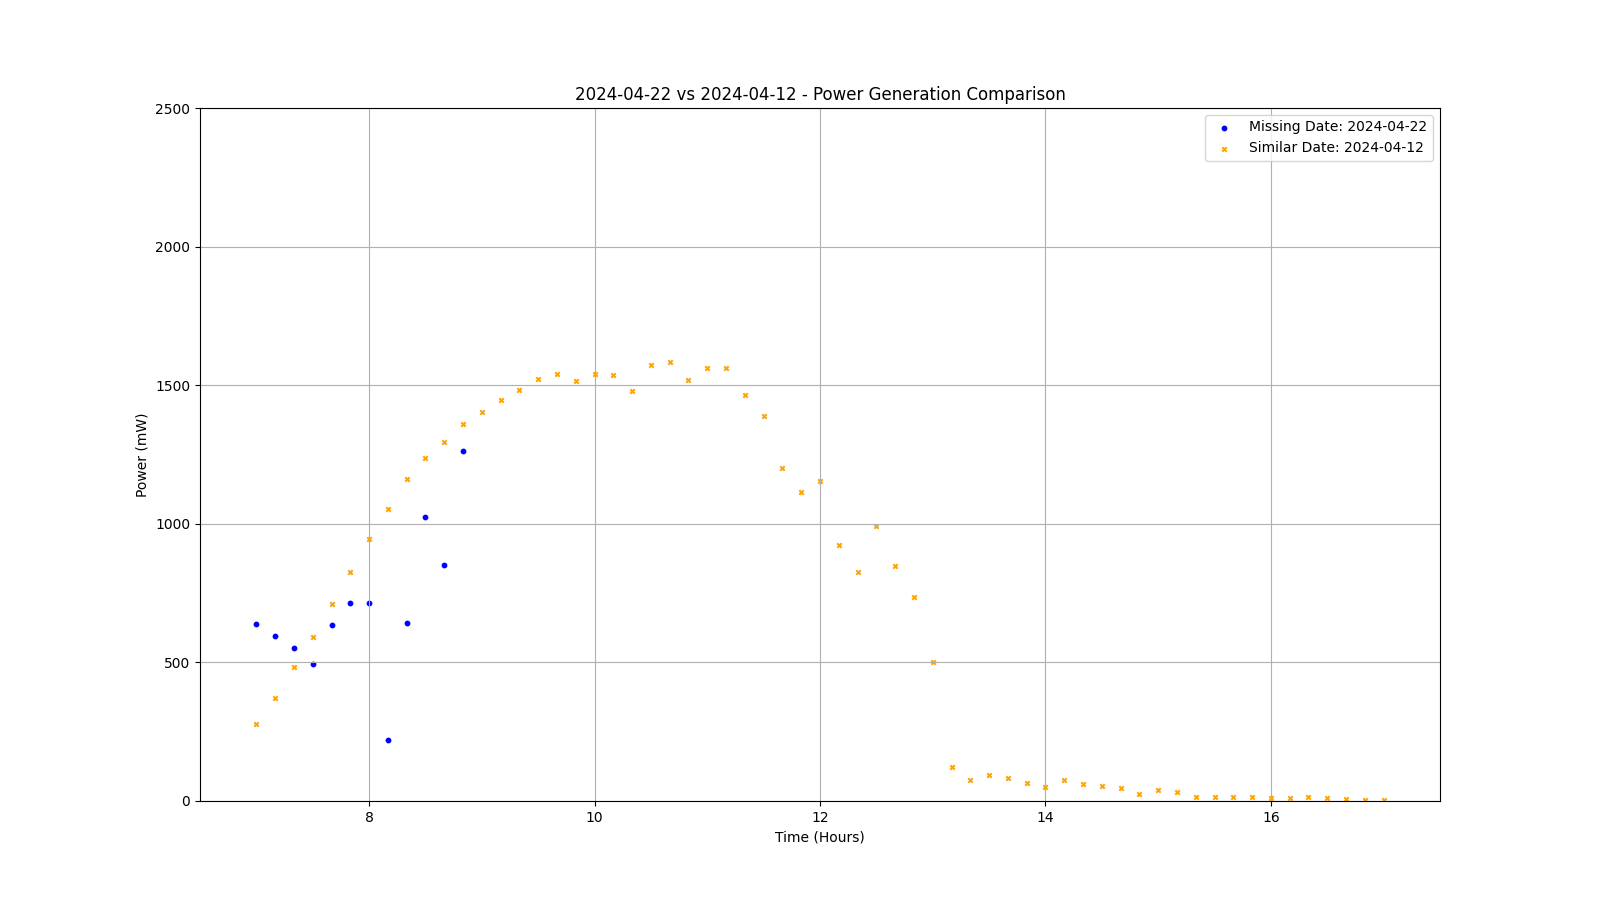 2024-04-22 vs 2024-04-12 - Power Generation Comparison
Missing Date: 2024-04-22
Similar Date: 2024-04-12
2500
2000
1500
1000
500
0
Power (mW)
8
10
12
14
16
Time (Hours)